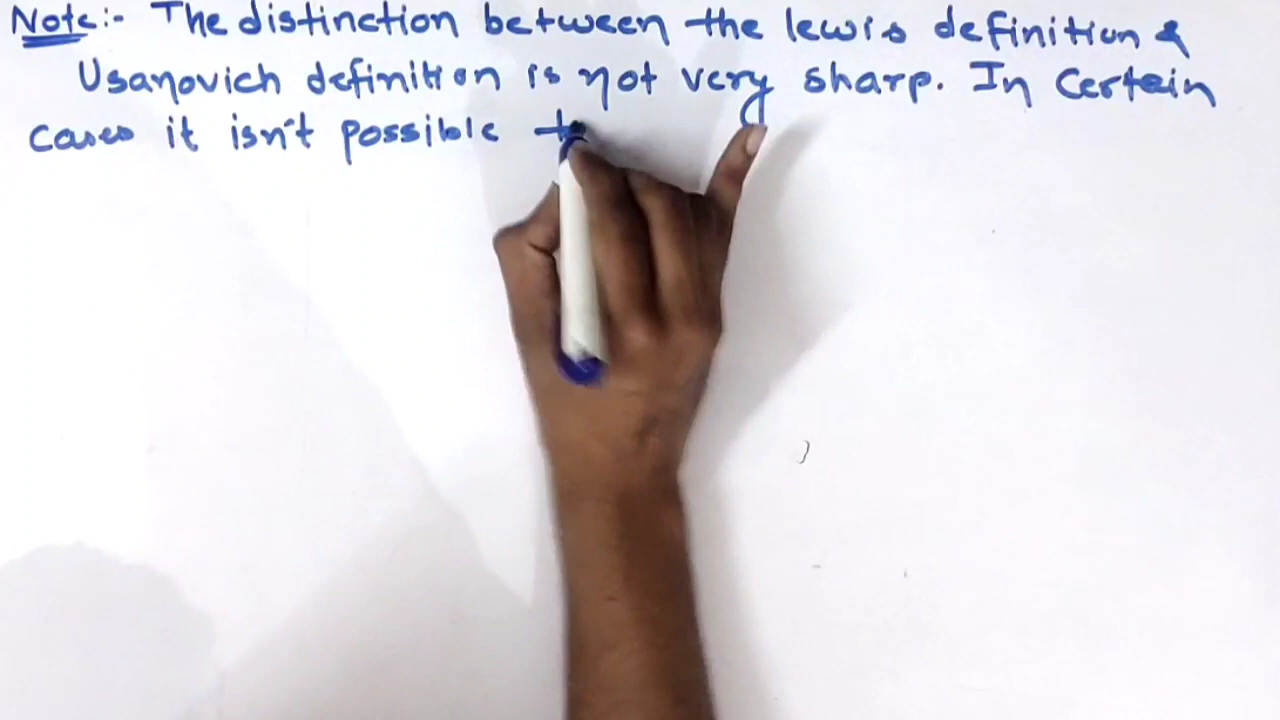 Note:- The distinction between the lewis definition &
Usanovich definition is not very sharp. In Certain
cases it isn't possible to